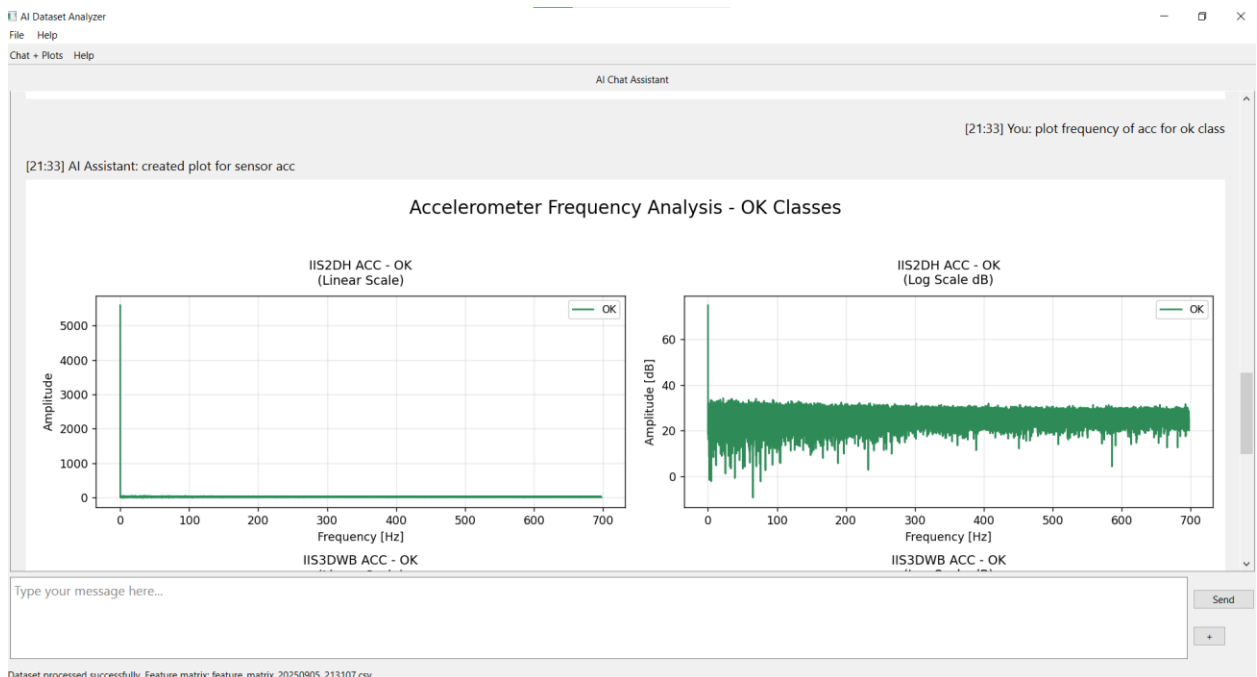 AI Dataset Analyzer
File Help
Chat + Plots Help
AI Chat Assistant
[21:33] You: plot frequency of acc for ok class
[21:33] AI Assistant: created plot for sensor acc
Accelerometer Frequency Analysis - OK Classes
IIS2DH ACC - OK
(Linear Scale)
OK
5000
4000
3000
2000
1000
0
Amplitude
0 100 200 300 400 500 600 700
Frequency [Hz]
IIS2DH ACC - OK
(Log Scale dB)
OK
60
40
20
0
Amplitude [dB]
0 100 200 300 400 500 600 700
Frequency [Hz]
IIS3DWB ACC - OK
IIS3DWB ACC - OK
Type your message here...
Send
+
Dataset processed successfully. Feature matrix: feature_matrix_20250905_213107.csv